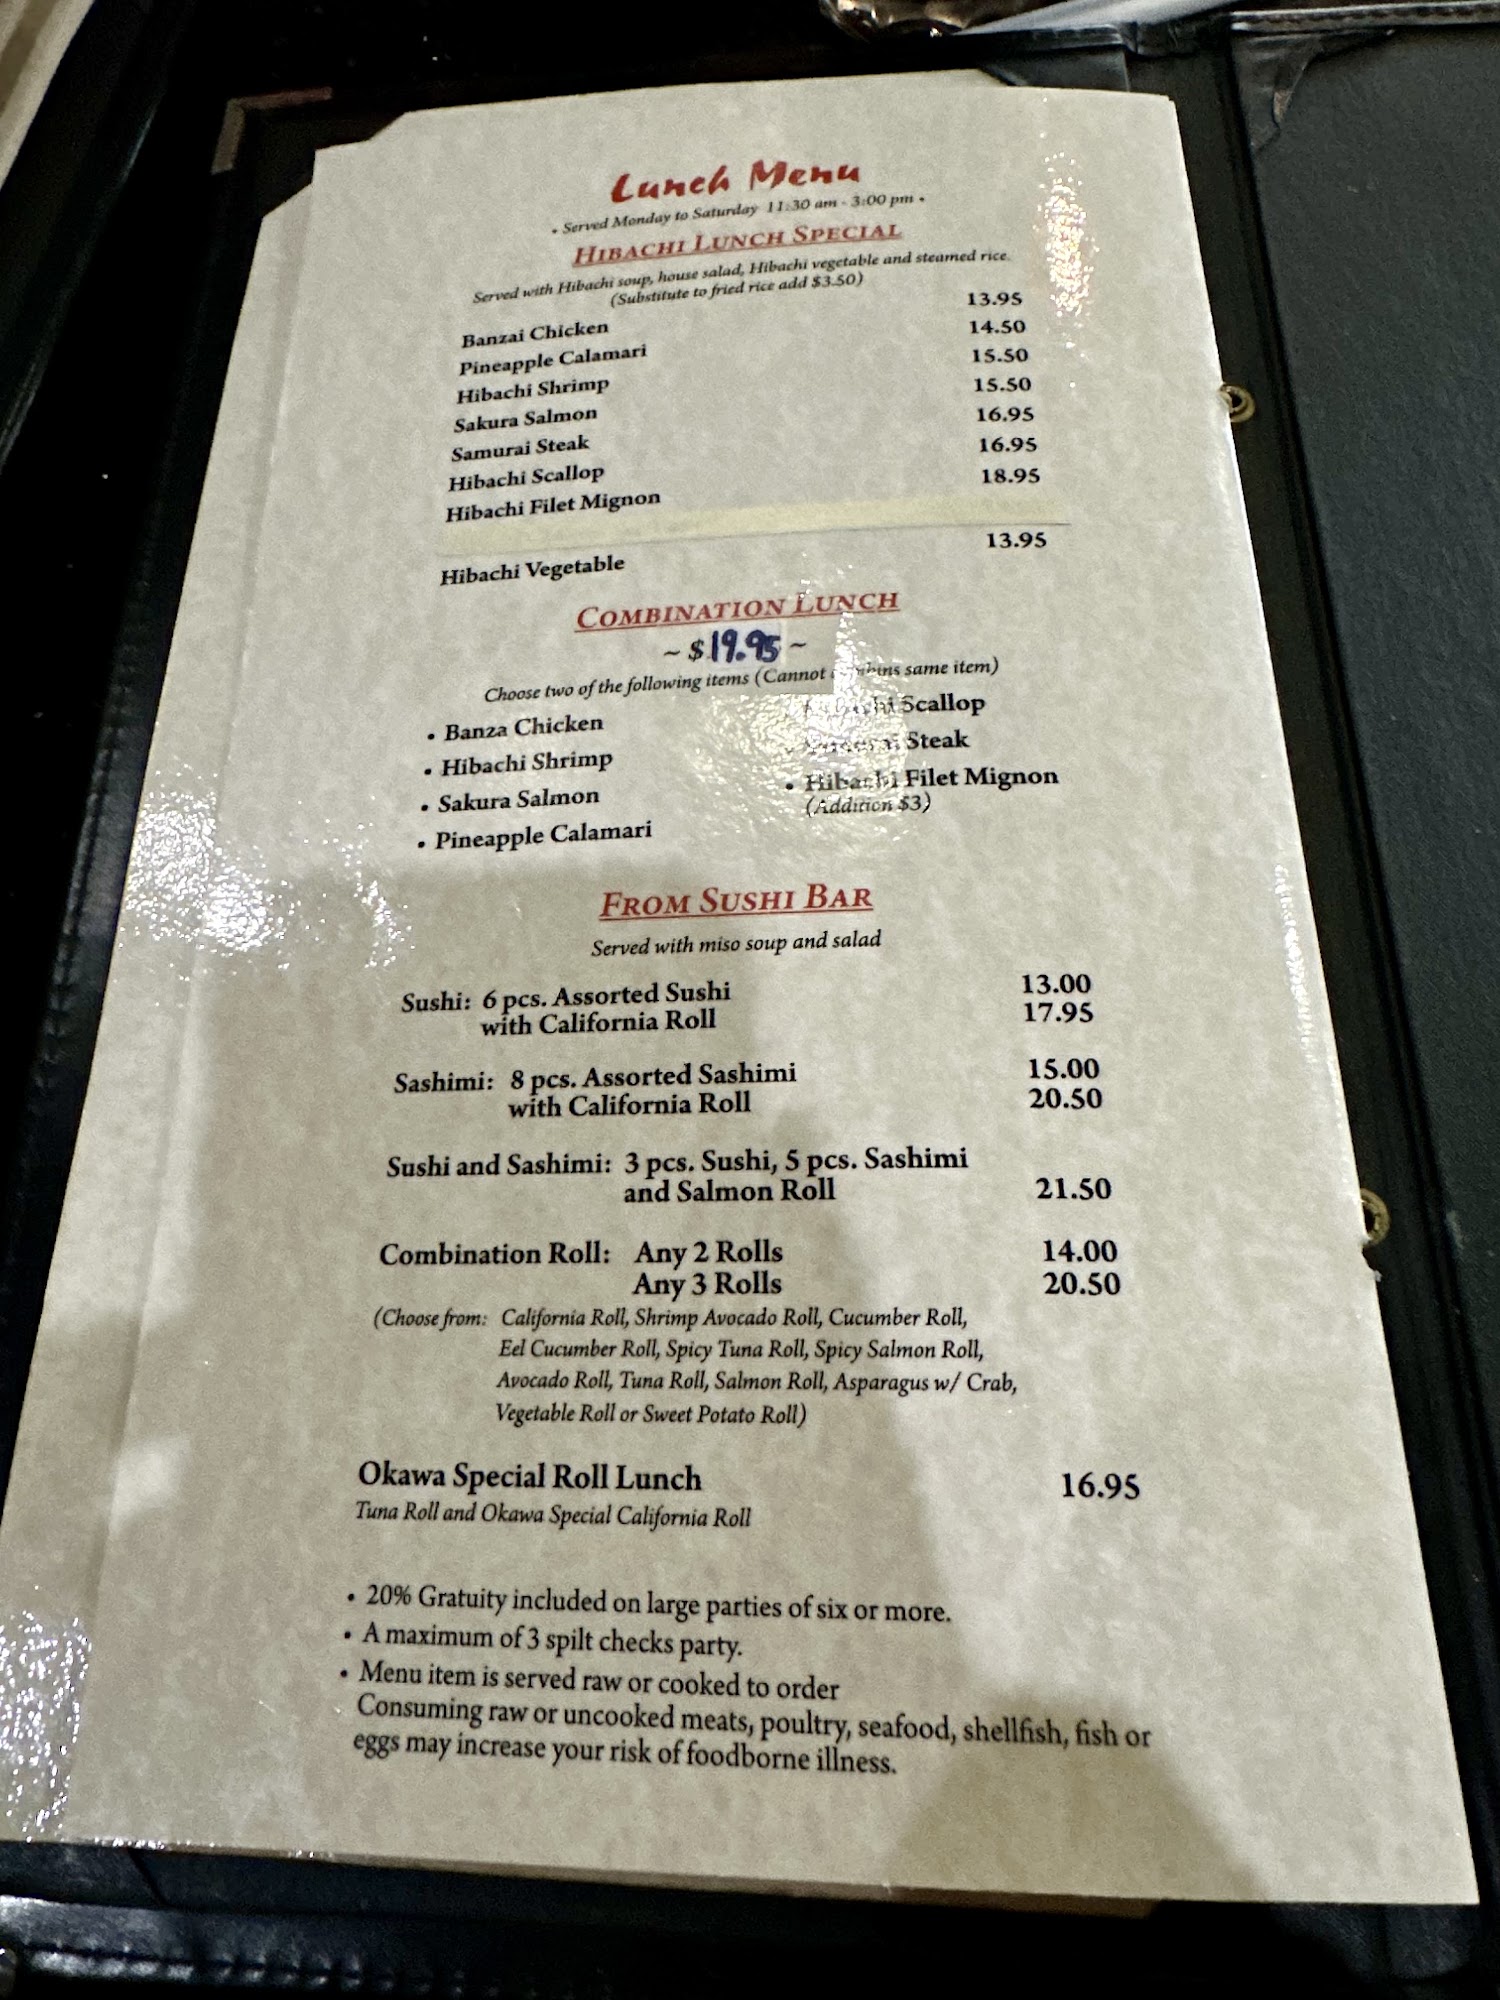 Lunch Menu
• Served Monday to Saturday 11:30 am - 3:00 pm •
HIBACHI LUNCH SPECIAL
Served with Hibachi soup, house salad, Hibachi vegetable and steamed rice.
(Substitute to fried rice add $3.50)
Banzai Chicken 13.95
Pineapple Calamari 14.50
Hibachi Shrimp 15.50
Sakura Salmon 15.50
Samurai Steak 16.95
Hibachi Scallop 16.95
Hibachi Filet Mignon 18.95
Hibachi Vegetable 13.95
COMBINATION LUNCH
~ $19.95 ~
Choose two of the following items (Cannot same item)
• Banza Chicken
• Hibachi Shrimp
• Sakura Salmon
• Pineapple Calamari
Scallop
Steak
• Hibachi Filet Mignon
(Addition $3)
FROM SUSHI BAR
Served with miso soup and salad
Sushi: 6 pcs. Assorted Sushi 13.00
with California Roll 17.95
Sashimi: 8 pcs. Assorted Sashimi 15.00
with California Roll 20.50
Sushi and Sashimi: 3 pcs. Sushi, 5 pcs. Sashimi
and Salmon Roll 21.50
Combination Roll: Any 2 Rolls 14.00
Any 3 Rolls 20.50
(Choose from: California Roll, Shrimp Avocado Roll, Cucumber Roll,
Eel Cucumber Roll, Spicy Tuna Roll, Spicy Salmon Roll,
Avocado Roll, Tuna Roll, Salmon Roll, Asparagus w/ Crab,
Vegetable Roll or Sweet Potato Roll)
Okawa Special Roll Lunch 16.95
Tuna Roll and Okawa Special California Roll
• 20% Gratuity included on large parties of six or more.
• A maximum of 3 spilt checks party.
• Menu item is served raw or cooked to order
Consuming raw or uncooked meats, poultry, seafood, shellfish, fish or
eggs may increase your risk of foodborne illness.